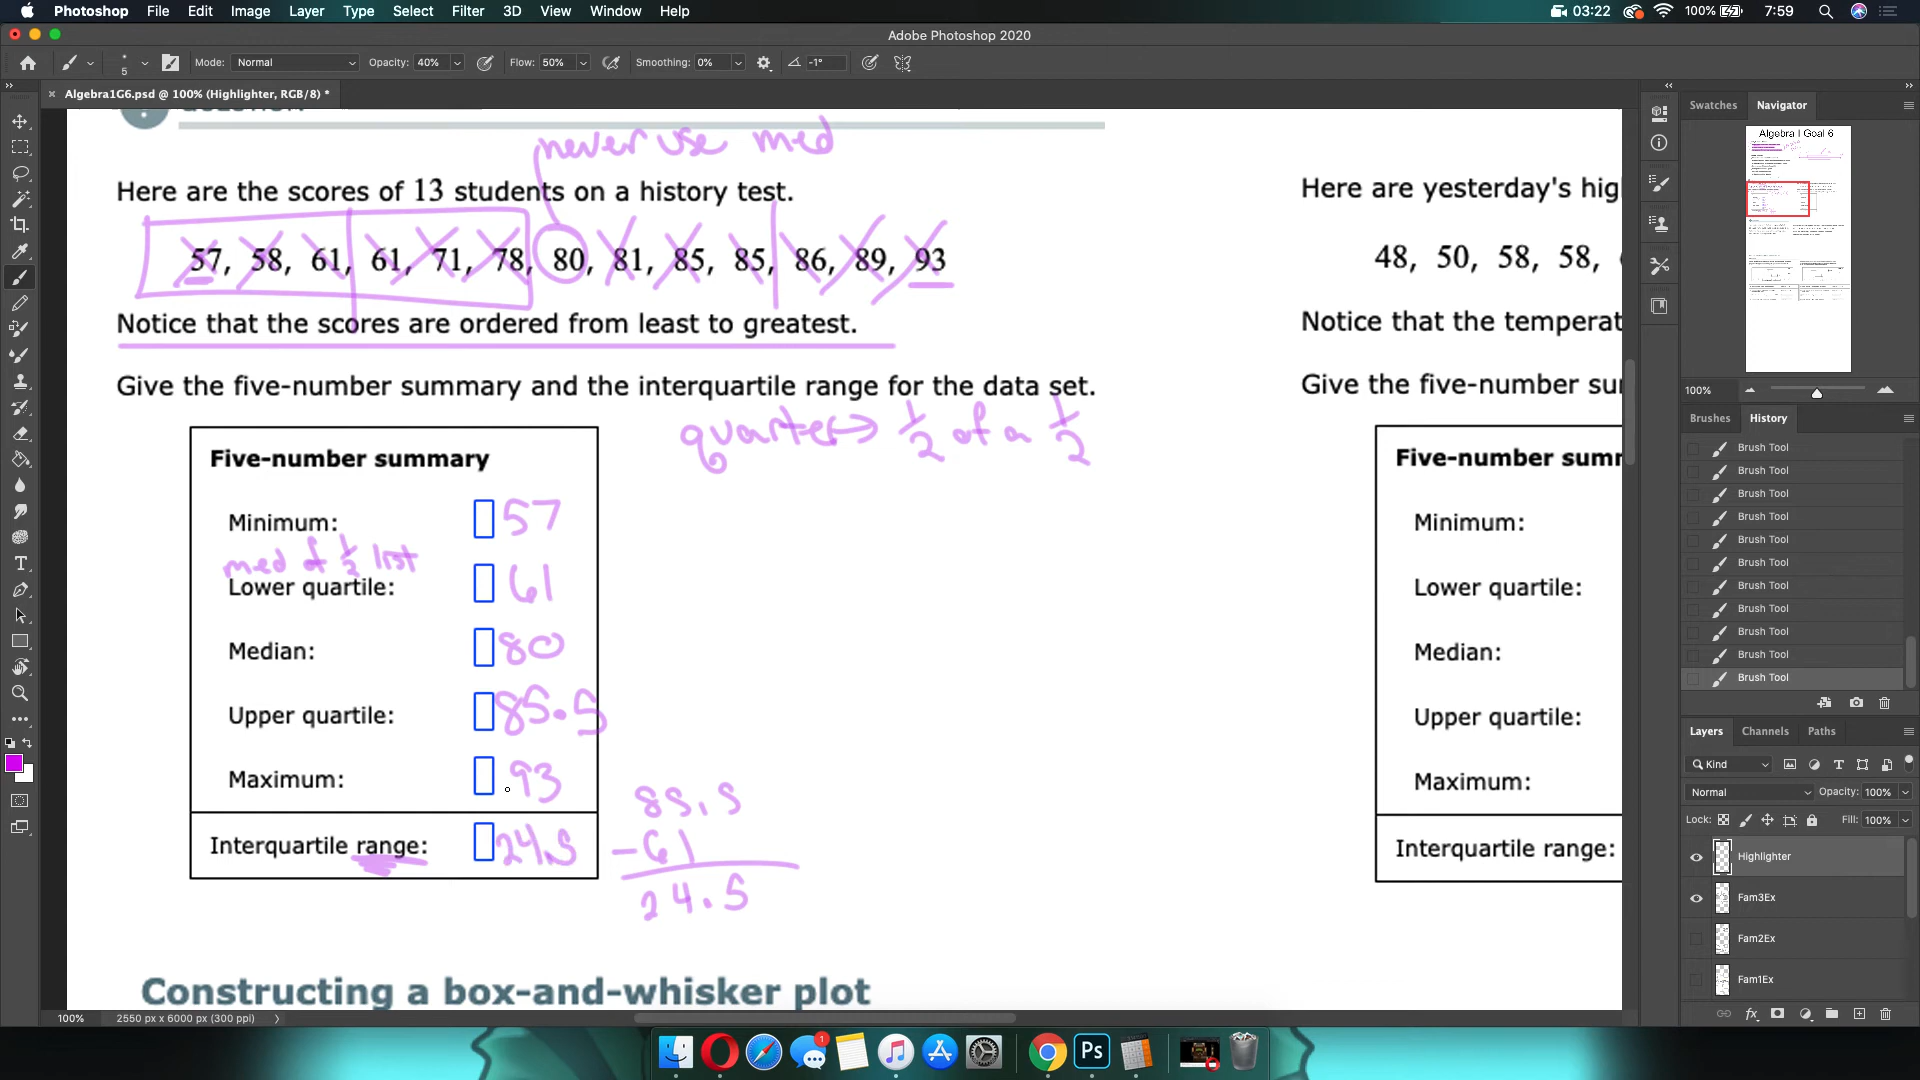 Photoshop File Edit Image Layer Type Select Filter 3D View Window Help 03:22 100% 7:59
Adobe Photoshop 2020
5 Mode: Normal Opacity: 40% Flow: 50% Smoothing: 0% -1°
Algebra1G6.psd @ 100% (Highlighter, RGB/8) *
never use med
Here are the scores of 13 students on a history test.
57, 58, 61, 61, 71, 78, 80, 81, 85, 85, 86, 89, 93
Notice that the scores are ordered from least to greatest.
Give the five-number summary and the interquartile range for the data set.
quarter ↔ 1/2 of a 1/2
Five-number summary
Minimum: 57
med of 1/2 list
Lower quartile: 61
Median: 80
Upper quartile: 85.5
Maximum: 93
Interquartile range: 24.5
85.5
-61
24.5
Constructing a box-and-whisker plot
Here are yesterday's hig
48, 50, 58, 58,
Notice that the temperat
Give the five-number su
Five-number sum
Minimum:
Lower quartile:
Median:
Upper quartile:
Maximum:
Interquartile range:
Swatches Navigator
Algebra I Goal 6
100%
Brushes History
Brush Tool
Brush Tool
Brush Tool
Brush Tool
Brush Tool
Brush Tool
Brush Tool
Brush Tool
Brush Tool
Brush Tool
Brush Tool
Layers Channels Paths
Kind
Normal Opacity: 100%
Lock: Fill: 100%
Highlighter
Fam3Ex
Fam2Ex
Fam1Ex
fx
100% 2550 px x 6000 px (300 ppi)
1
Ps